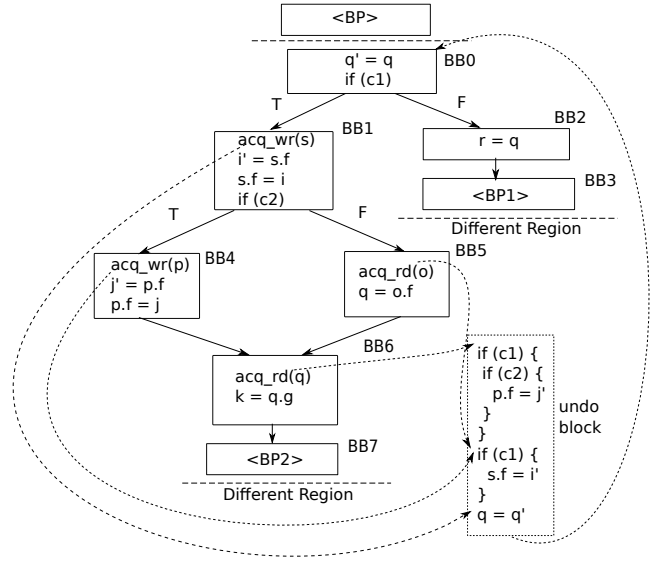 <BP>
q' = q
if (c1)
BB0
T
F
acq_wr(s)
i' = s.f
s.f = i
if (c2)
BB1
BB2
r = q
<BP1>
BB3
Different Region
T
F
acq_wr(p)
j' = p.f
p.f = j
BB4
acq_rd(o)
q = o.f
BB5
BB6
acq_rd(q)
k = q.g
<BP2>
BB7
Different Region
if (c1) {
if (c2) {
p.f = j'
}
}
if (c1) {
s.f = i'
}
q = q'
undo
block